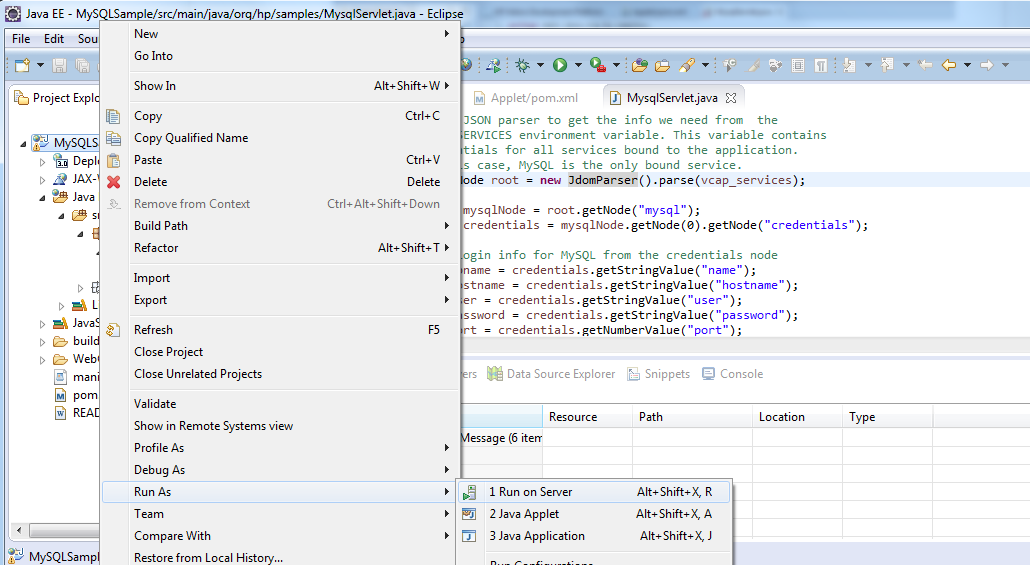 Java EE - MySQLSample/src/main/java/org/hp/samples/MysqlServlet.java - Eclipse
File Edit Sou
Project Explo
MySQLS
Deplo
JAX-W
Java
sr
L
JavaS
build
Web
mani
pom
READ
MySQLSampl
New
Go Into
Show In Alt+Shift+W
Copy Ctrl+C
Copy Qualified Name
Paste Ctrl+V
Delete Delete
Remove from Context Ctrl+Alt+Shift+Down
Build Path
Refactor Alt+Shift+T
Import
Export
Refresh F5
Close Project
Close Unrelated Projects
Validate
Show in Remote Systems view
Profile As
Debug As
Run As
Team
Compare With
Restore from Local History...
1 Run on Server Alt+Shift+X, R
2 Java Applet Alt+Shift+X, A
3 Java Application Alt+Shift+X, J
Run Configurations...
Applet/pom.xml MysqlServlet.java
JSON parser to get the info we need from the
SERVICES environment variable. This variable contains
tials for all services bound to the application.
s case, MySQL is the only bound service.
Node root = new JdomParser().parse(vcap_services);
mysqlNode = root.getNode("mysql");
credentials = mysqlNode.getNode(0).getNode("credentials");
login info for MySQL from the credentials node
name = credentials.getStringValue("name");
stname = credentials.getStringValue("hostname");
ser = credentials.getStringValue("user");
ssword = credentials.getStringValue("password");
ort = credentials.getNumberValue("port");
ers Data Source Explorer Snippets Console
Resource Path Location Type
Message (6 item